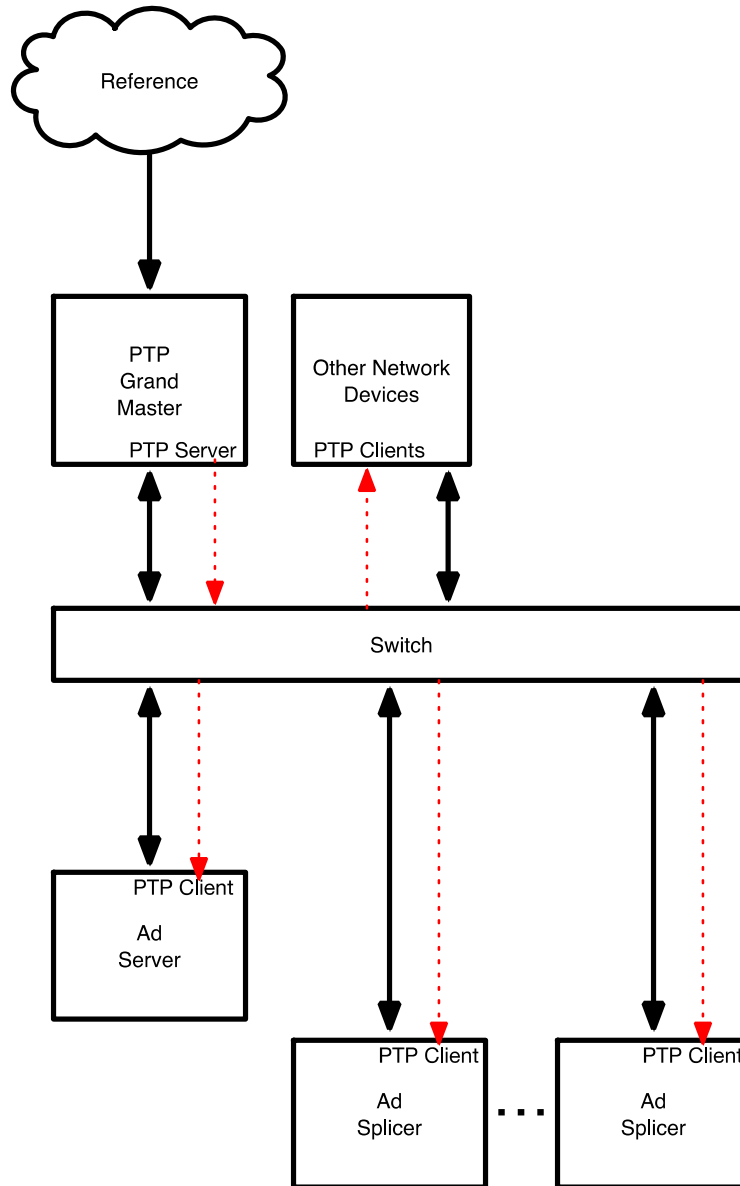 Reference
PTP
Grand
Master
PTP Server
Other Network
Devices
PTP Clients
Switch
PTP Client
Ad
Server
PTP Client
Ad
Splicer
...
PTP Client
Ad
Splicer